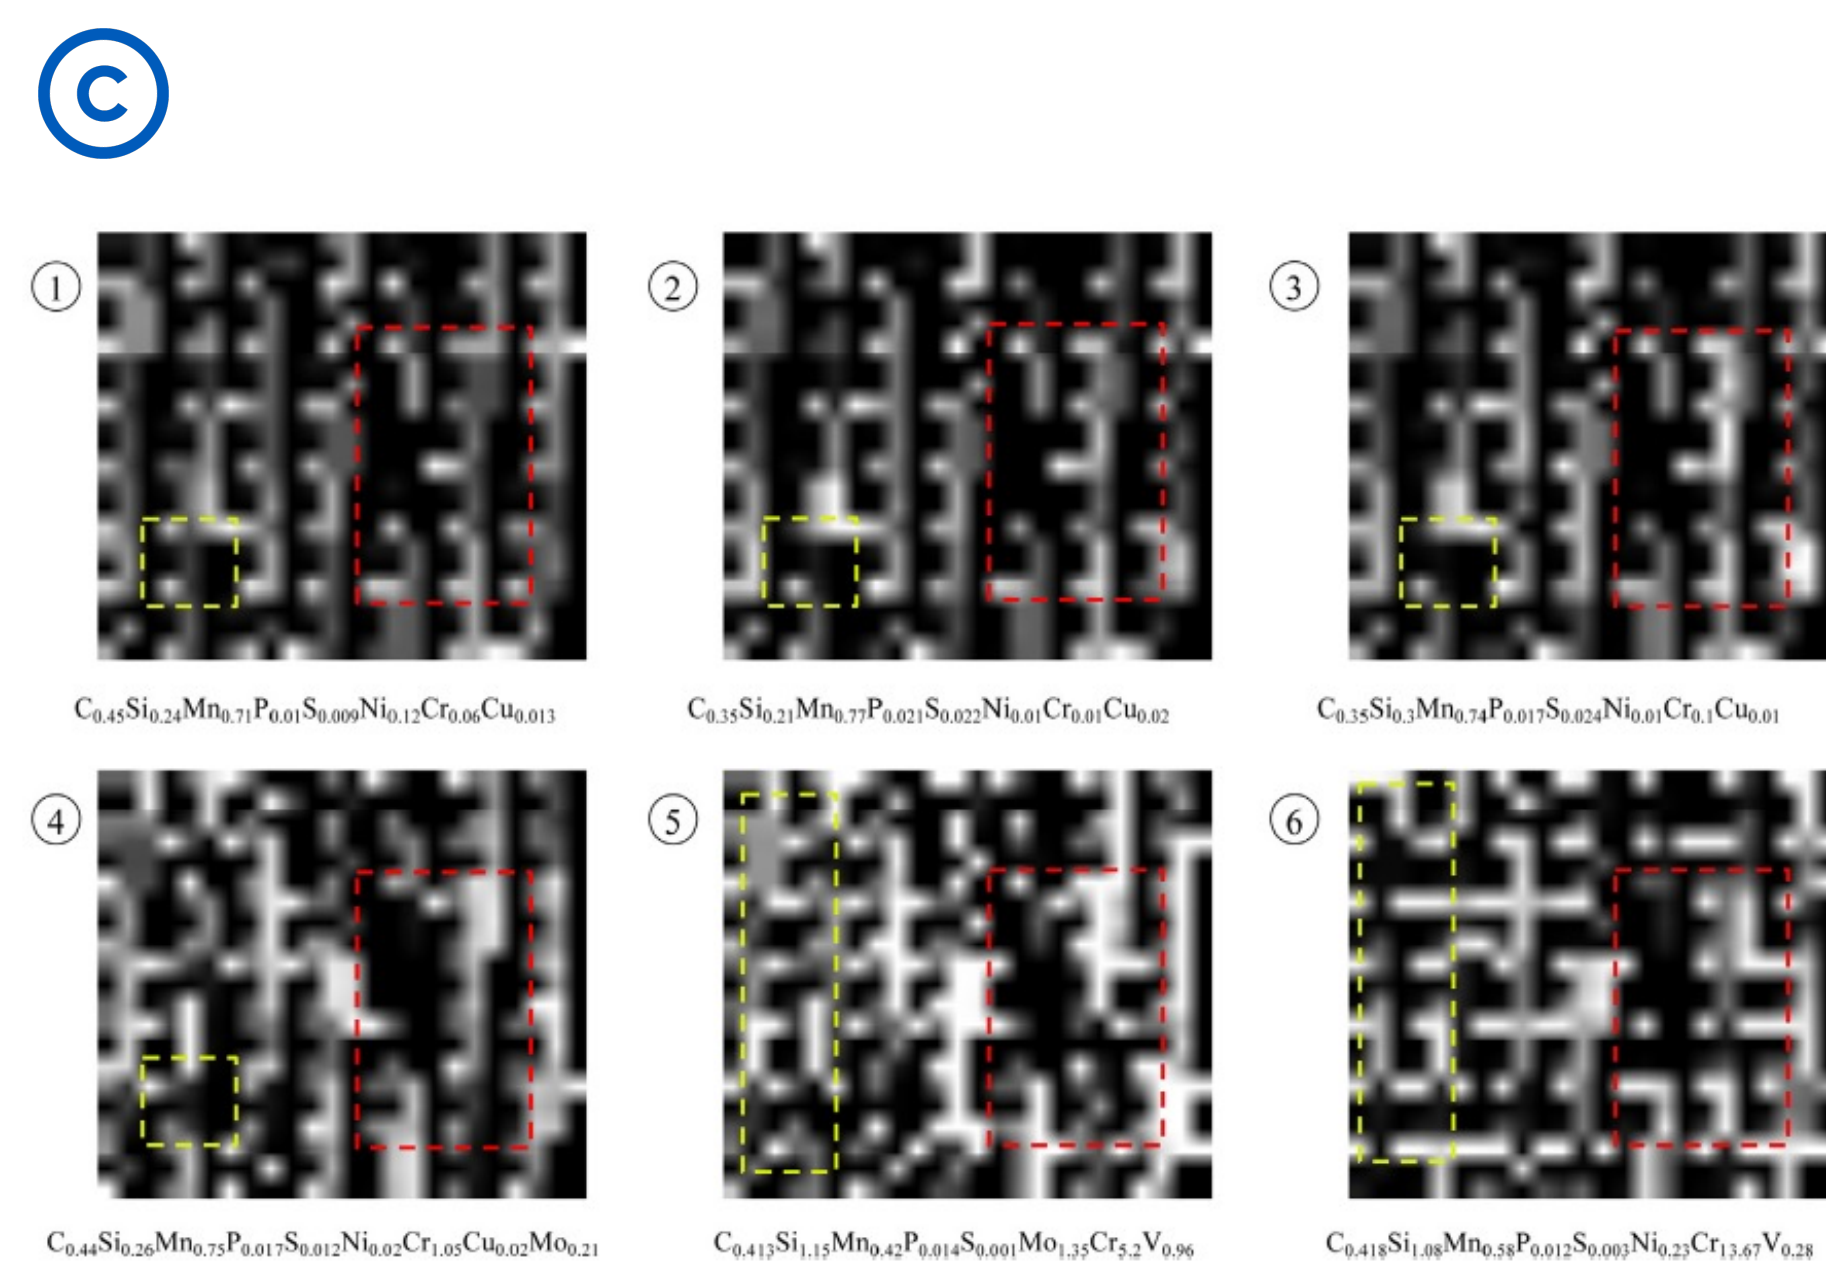 C
1 2 3
C0.45Si0.24Mn0.71P0.01S0.009Ni0.12Cr0.06Cu0.013 C0.35Si0.21Mn0.77P0.021S0.022Ni0.01Cr0.01Cu0.02 C0.35Si0.3Mn0.74P0.017S0.024Ni0.01Cr0.1Cu0.01
4 5 6
C0.44Si0.26Mn0.75P0.017S0.012Ni0.02Cr1.05Cu0.02Mo0.21 C0.413Si1.15Mn0.42P0.014S0.001Mo1.35Cr5.2V0.96 C0.418Si1.08Mn0.58P0.012S0.003Ni0.23Cr13.67V0.28